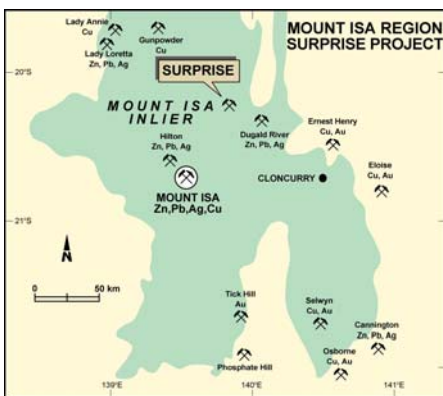 MOUNT ISA REGION
SURPRISE PROJECT
Lady Annie
Cu
Gunpowder
Cu
Lady Loretta
Zn, Pb, Ag
20°S
SURPRISE
MOUNT ISA
INLIER
Dugald River
Zn, Pb, Ag
Ernest Henry
Cu, Au
Hilton
Zn, Pb, Ag
Eloise
Cu, Au
MOUNT ISA
Zn,Pb,Ag,Cu
CLONCURRY
21°S
N
0 50 km
Tick Hill
Au
Selwyn
Cu, Au
Cannington
Zn, Pb, Ag
Phosphate Hill
Osborne
Cu, Au
139°E
140°E
141°E